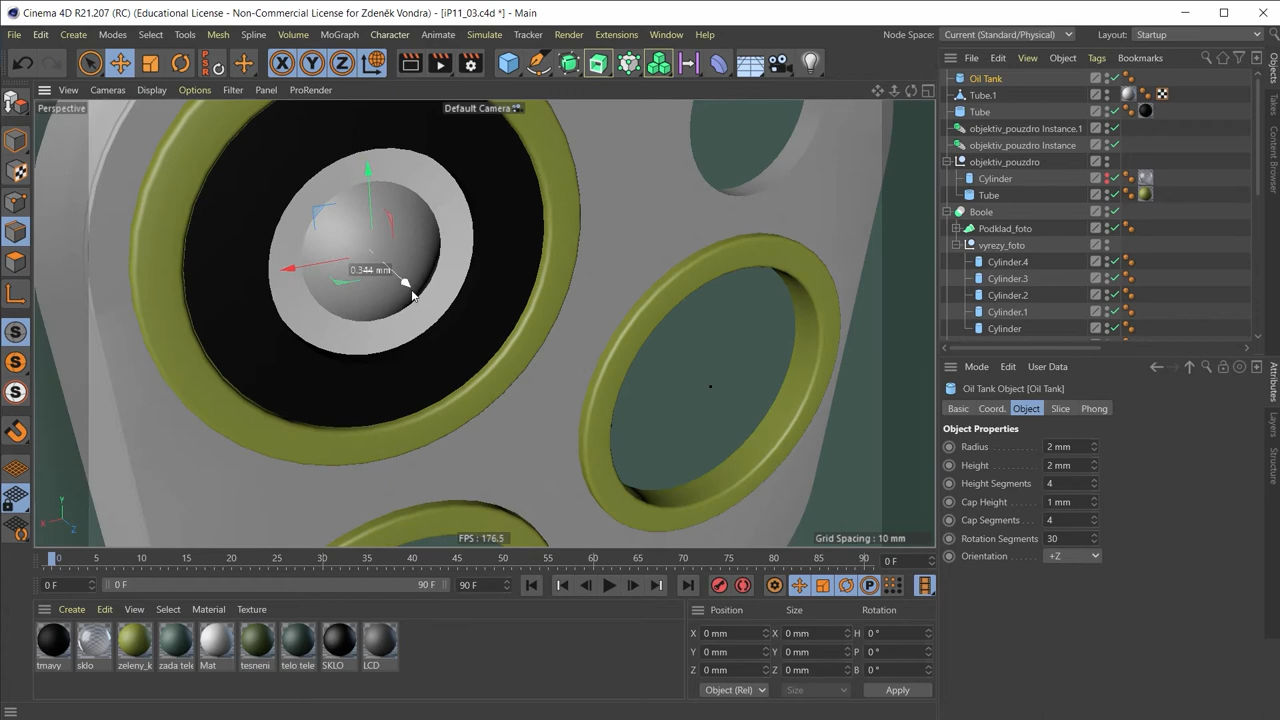 Cinema 4D R21.207 (RC) (Educational License - Non-Commercial License for Zdeněk Vondra) - [iP11_03.c4d *] - Main
File Edit Create Modes Select Tools Mesh Spline Volume MoGraph Character Animate Simulate Tracker Render Extensions Window Help
Node Space: Current (Standard/Physical) Layout: Startup
X Y Z
PSR
File Edit View Object Tags Bookmarks
View Cameras Display Options Filter Panel ProRender
Perspective
Default Camera
Oil Tank
Tube.1
Tube
objektiv_pouzdro Instance.1
objektiv_pouzdro Instance
objektiv_pouzdro
Cylinder
Tube
Boole
Podklad_foto
vyrezy_foto
Cylinder.4
Cylinder.3
Cylinder.2
Cylinder.1
Cylinder
Objects
Takes
Content Browser
0.344 mm
Mode Edit User Data
Oil Tank Object [Oil Tank]
Basic Coord. Object Slice Phong
Object Properties
Radius 2 mm
Height 2 mm
Height Segments 4
Cap Height 1 mm
Cap Segments 4
Rotation Segments 30
Orientation +Z
Attributes
Layers
Structure
Y
X Z
FPS : 176.5
Grid Spacing : 10 mm
0 5 10 15 20 25 30 35 40 45 50 55 60 65 70 75 80 85 90 0 F
0 F 0 F 90 F 90 F
Create Edit View Select Material Texture
Position Size Rotation
X 0 mm X 0 mm H 0 °
Y 0 mm Y 0 mm P 0 °
Z 0 mm Z 0 mm B 0 °
Object (Rel) Size Apply
tmavy sklo zeleny_k zada tele Mat tesneni telo tele SKLO LCD